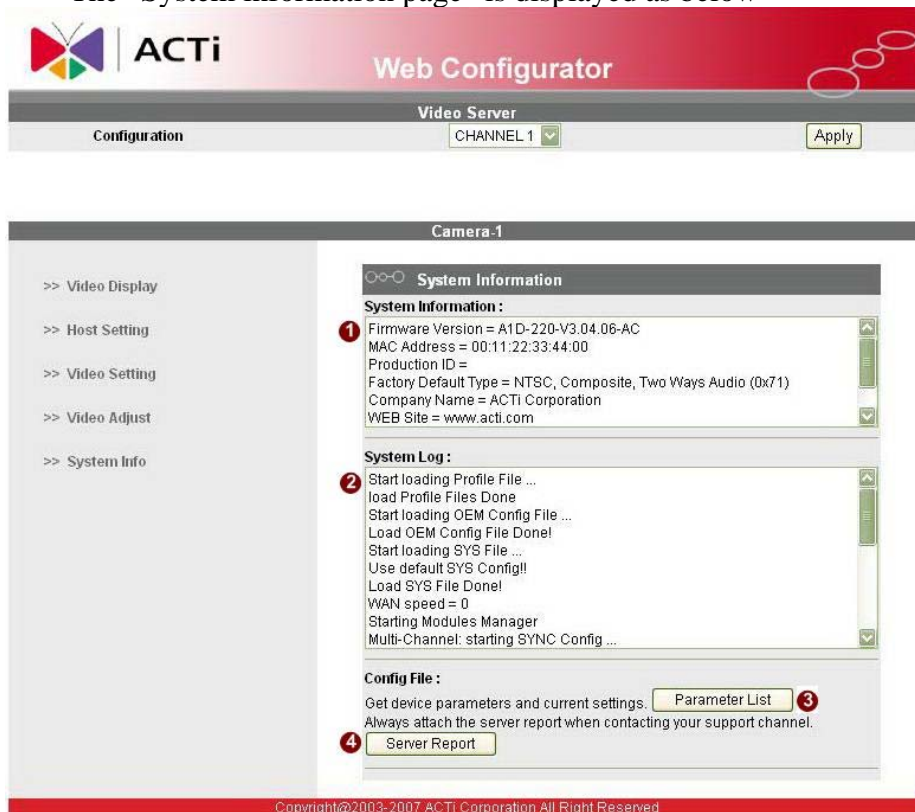 The "System Information page" is displayed as below
ACTi
Web Configurator
Video Server
Configuration
CHANNEL 1
Apply
Camera-1
>> Video Display
>> Host Setting
>> Video Setting
>> Video Adjust
>> System Info
System Information
System Information :
1
Firmware Version = A1D-220-V3.04.06-AC
MAC Address = 00:11:22:33:44:00
Production ID =
Factory Default Type = NTSC, Composite, Two Ways Audio (0x71)
Company Name = ACTi Corporation
WEB Site = www.acti.com
System Log :
2
Start loading Profile File ...
load Profile Files Done
Start loading OEM Config File ...
Load OEM Config File Done!
Start loading SYS File ...
Use default SYS Config!!
Load SYS File Done!
WAN speed = 0
Starting Modules Manager
Multi-Channel: starting SYNC Config ...
Config File :
Get device parameters and current settings. Parameter List 3
Always attach the server report when contacting your support channel.
4 Server Report
Copyright@2003-2007 ACTi Corporation All Right Reserved